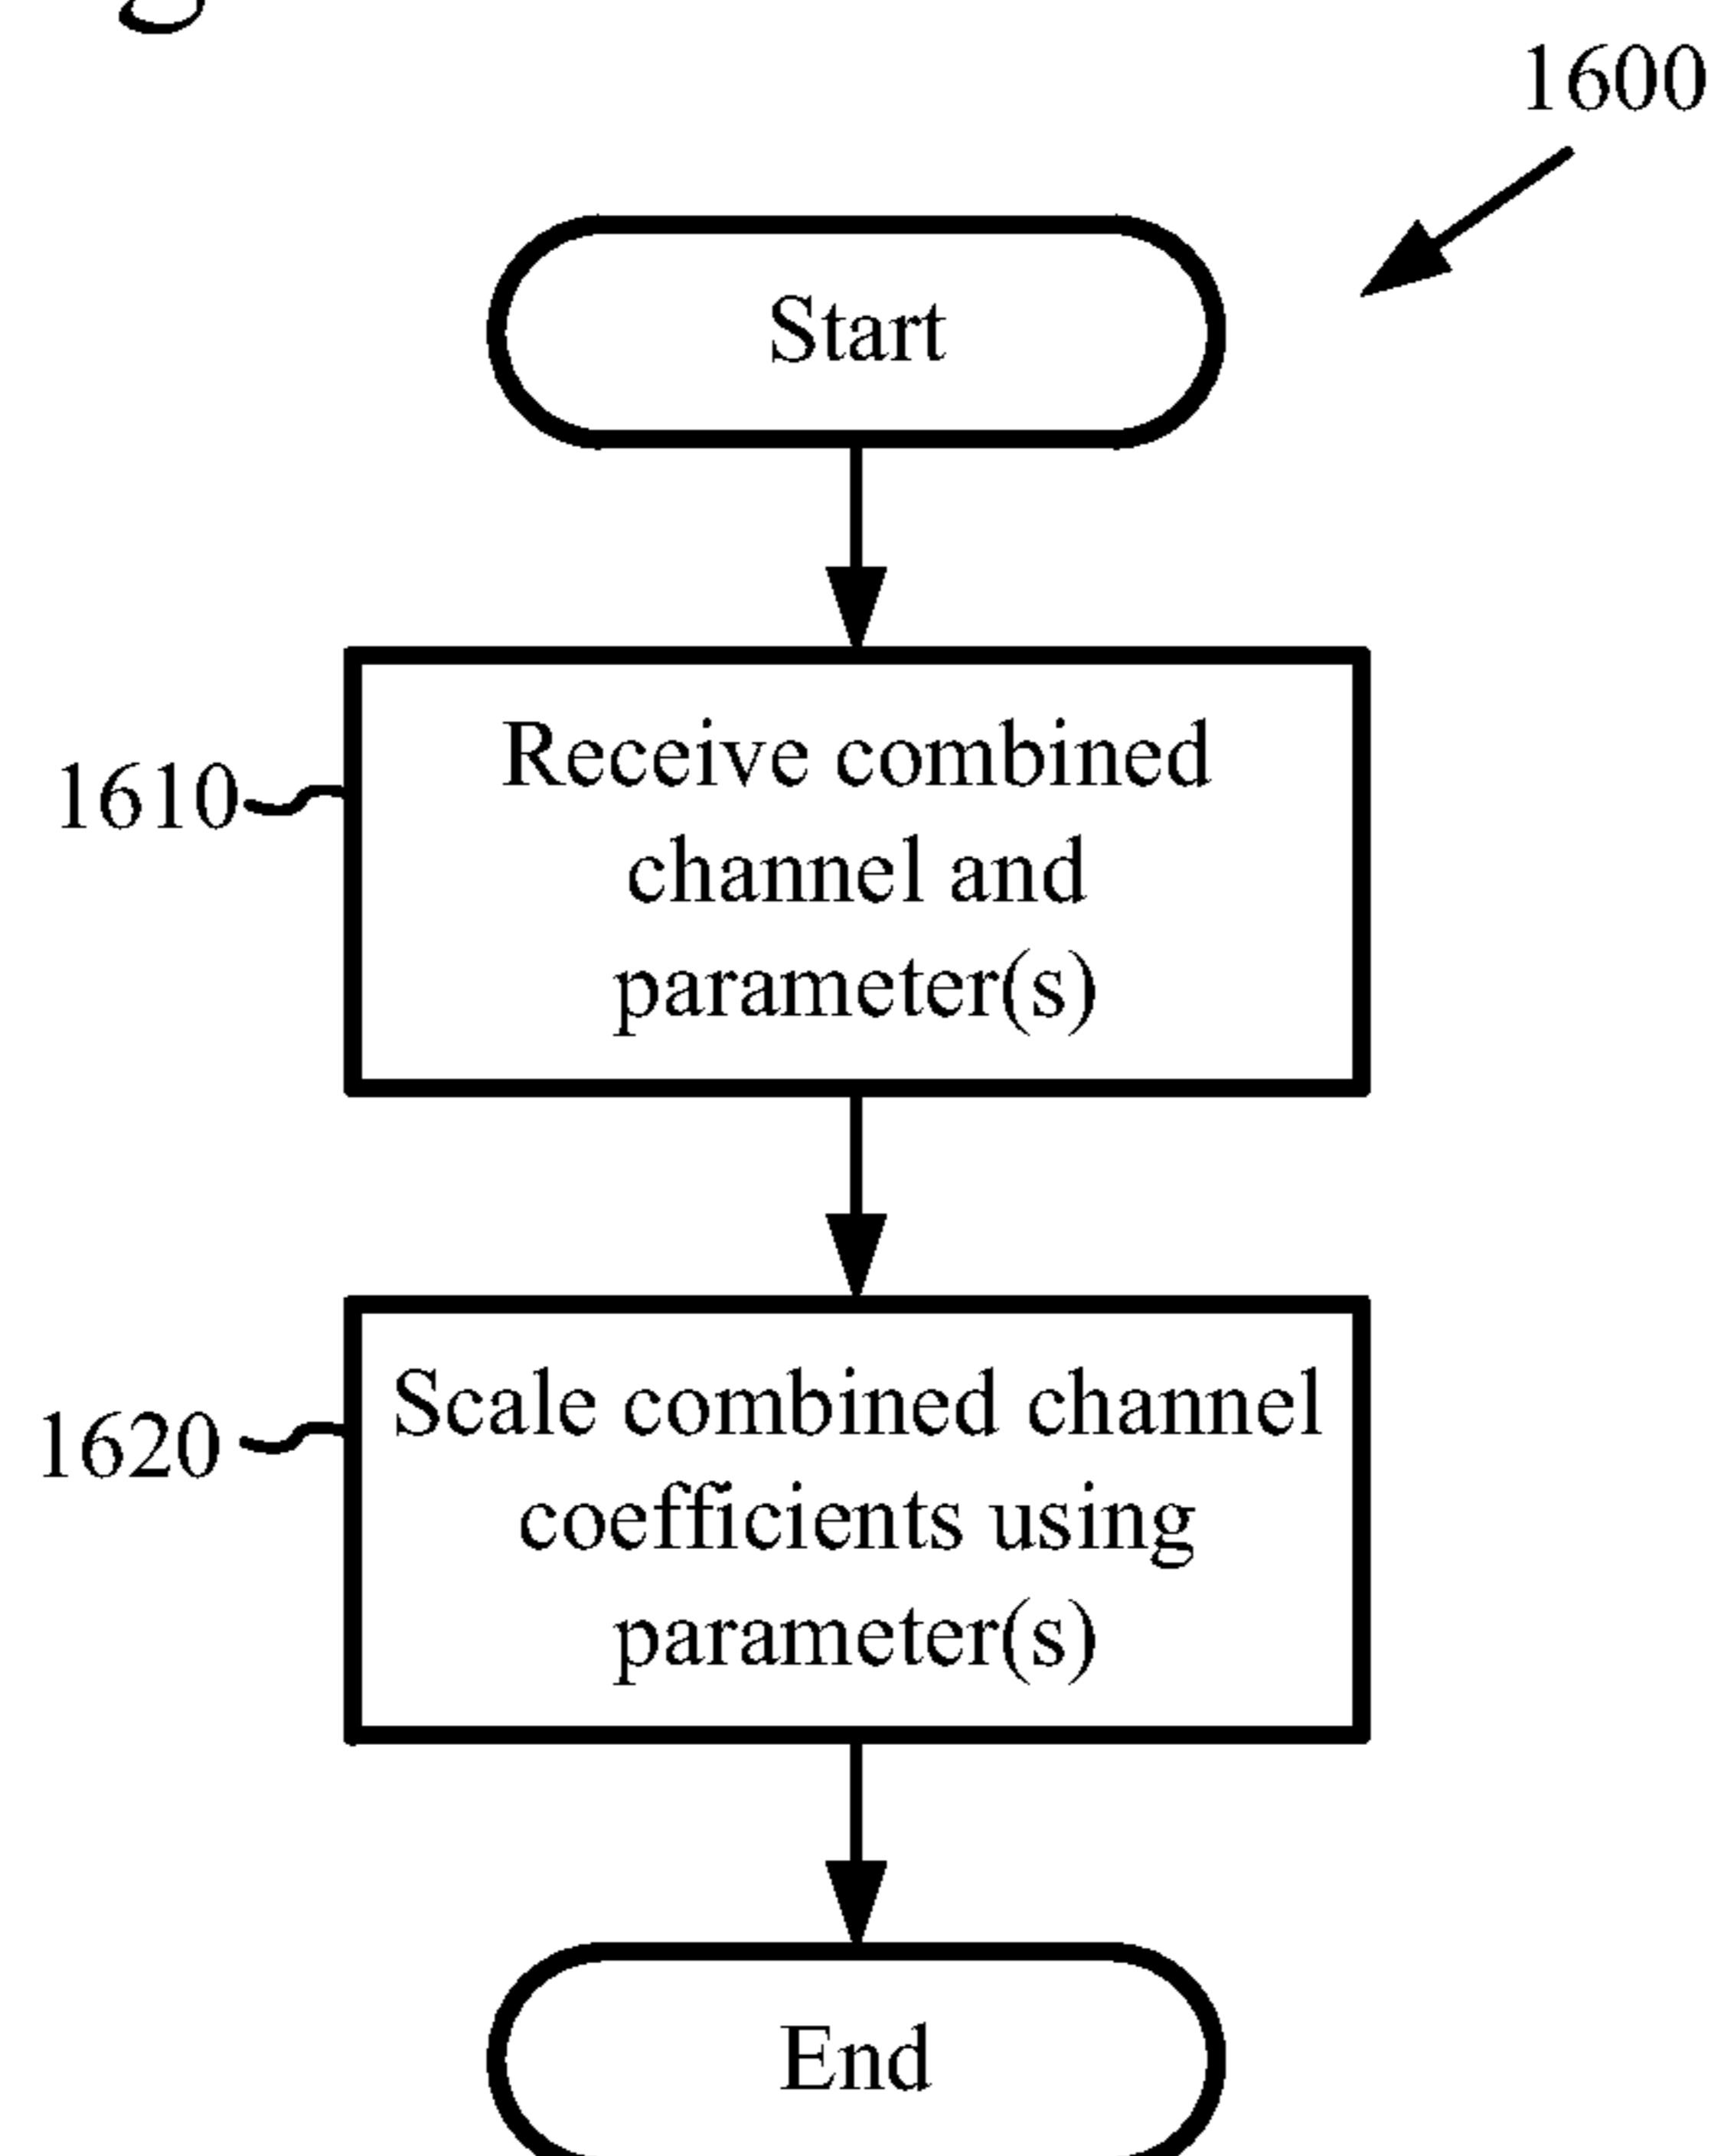 1600
Start
1610
Receive combined
channel and
parameter(s)
1620
Scale combined channel
coefficients using
parameter(s)
End